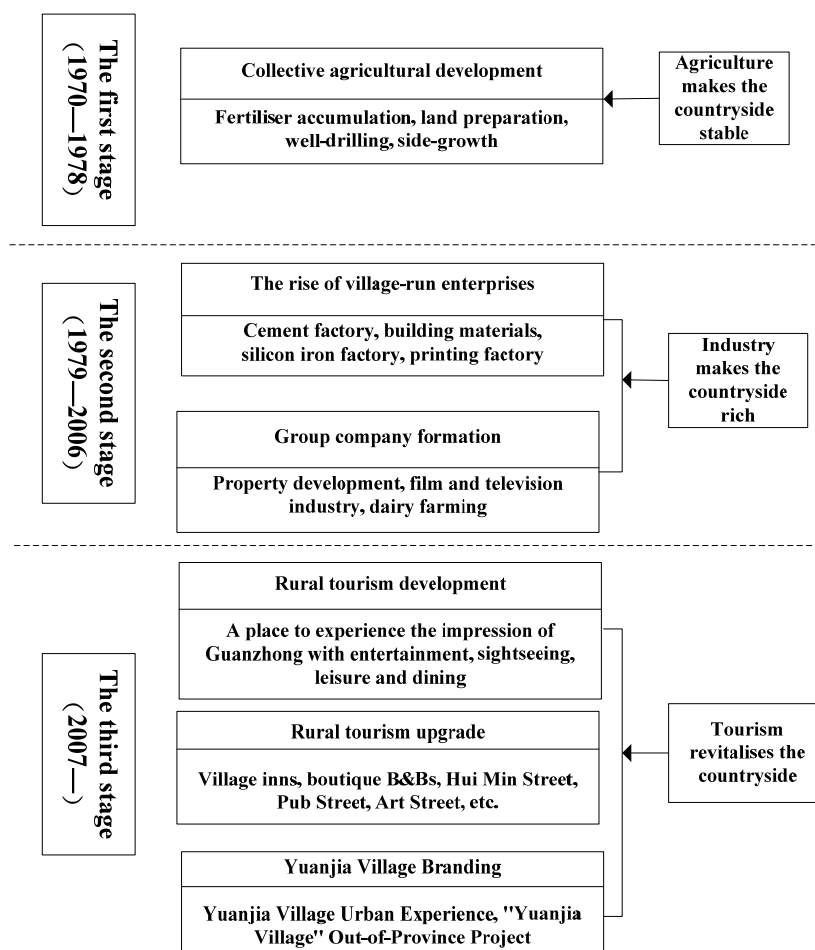 The first stage
(1970—1978)
Collective agricultural development
Fertiliser accumulation, land preparation,
well-drilling, side-growth
Agriculture
makes the
countryside
stable
The second stage
(1979—2006)
The rise of village-run enterprises
Cement factory, building materials,
silicon iron factory, printing factory
Group company formation
Property development, film and television
industry, dairy farming
Industry
makes the
countryside
rich
The third stage
(2007—)
Rural tourism development
A place to experience the impression of
Guanzhong with entertainment, sightseeing,
leisure and dining
Rural tourism upgrade
Village inns, boutique B&Bs, Hui Min Street,
Pub Street, Art Street, etc.
Yuanjia Village Branding
Yuanjia Village Urban Experience, "Yuanjia
Village" Out-of-Province Project
Tourism
revitalises the
countryside